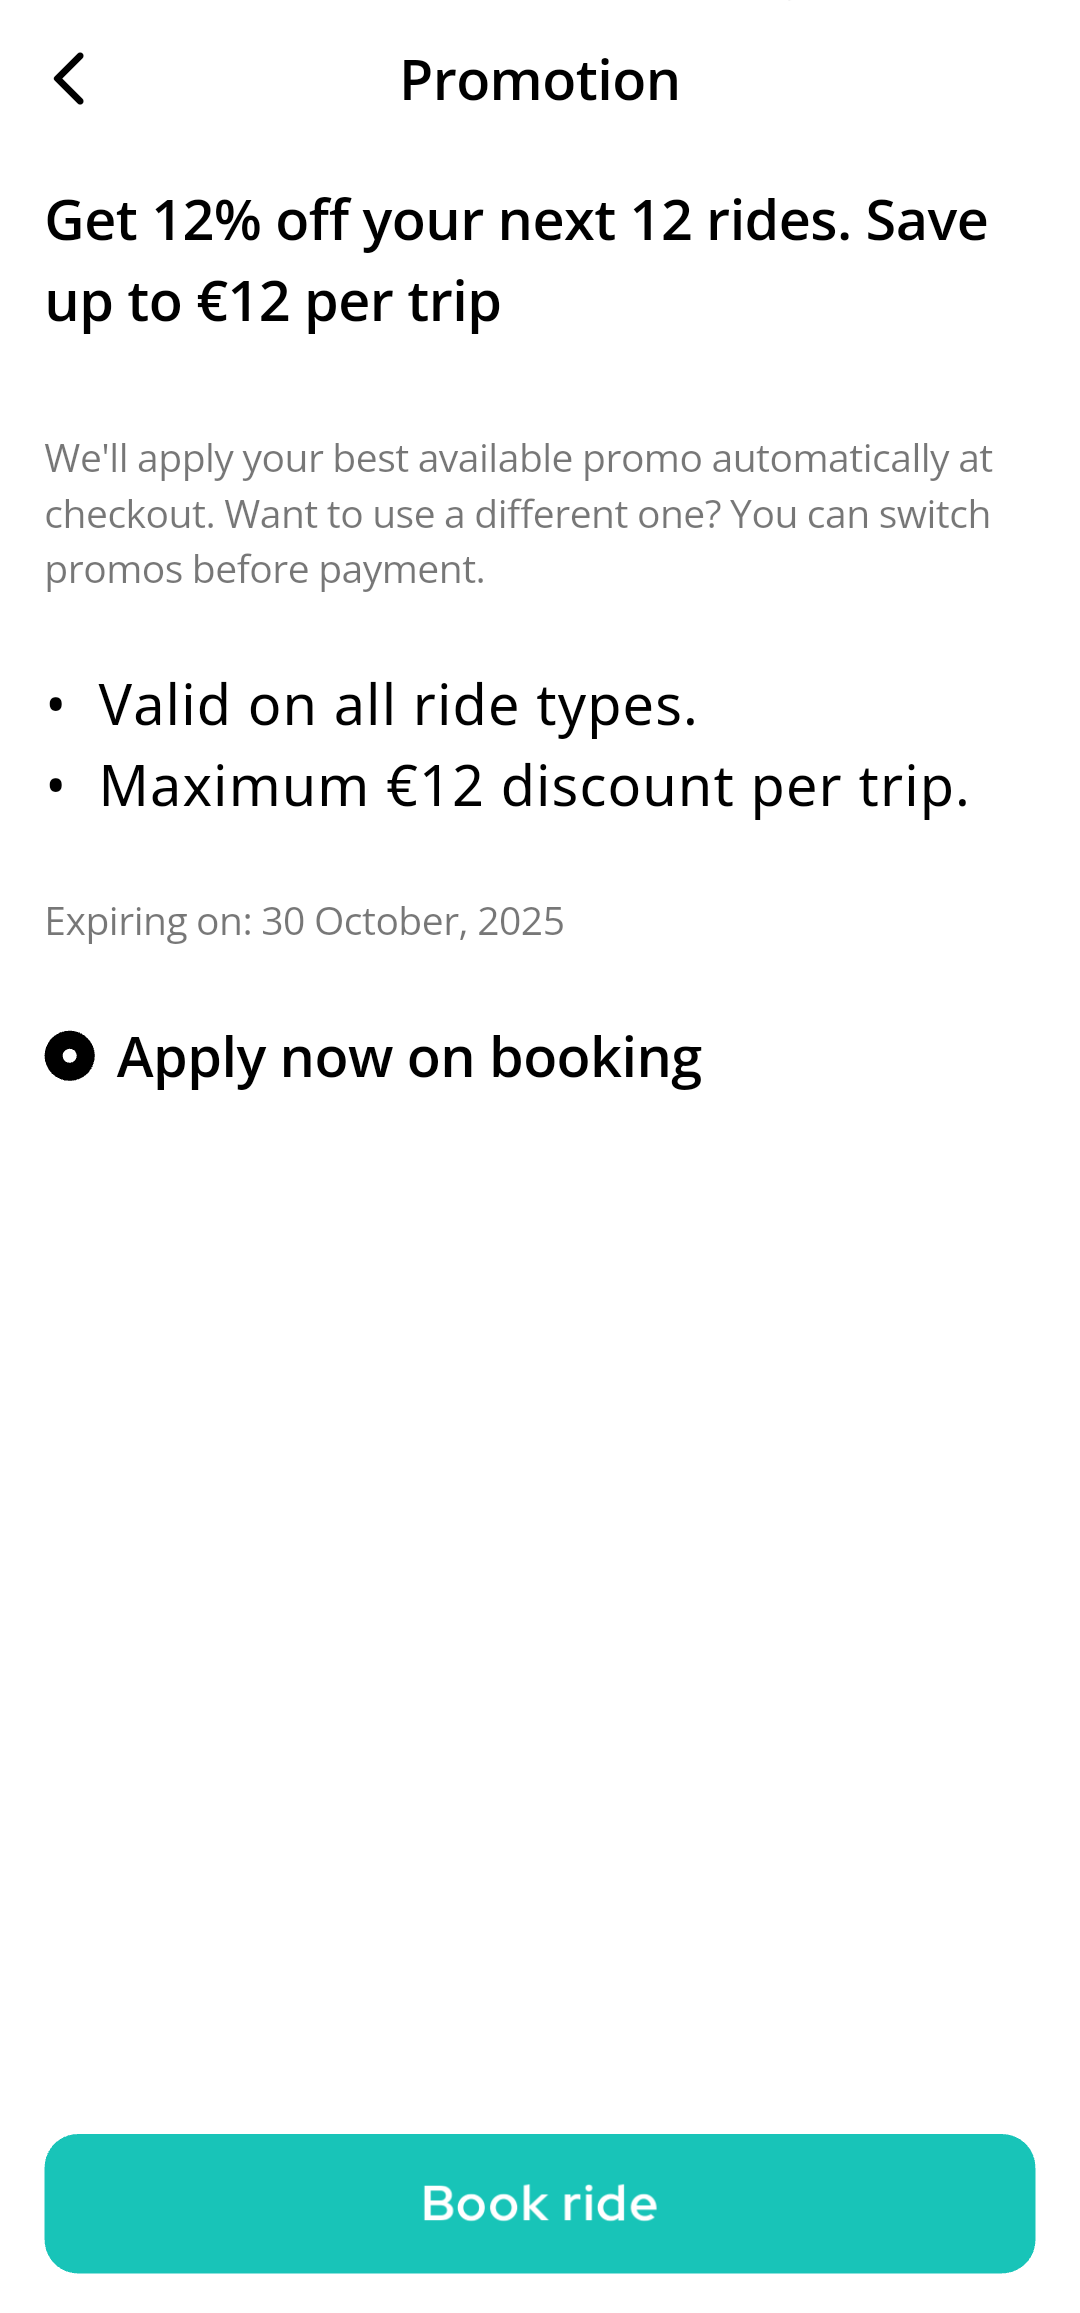 Promotion
Get 12% off your next 12 rides. Save
up to €12 per trip
We'll apply your best available promo automatically at
checkout. Want to use a different one? You can switch
promos before payment.
• Valid on all ride types.
• Maximum €12 discount per trip.
Expiring on: 30 October, 2025
Apply now on booking
Book ride